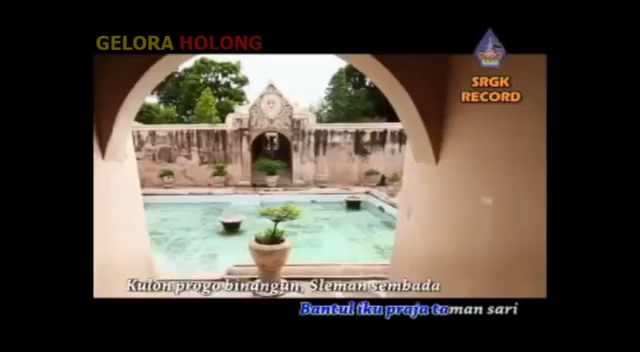 GELORA HOLONG
SRGK
RECORD
Kulon progo binangun, Sleman sembada
Bantul iku praja taman sari